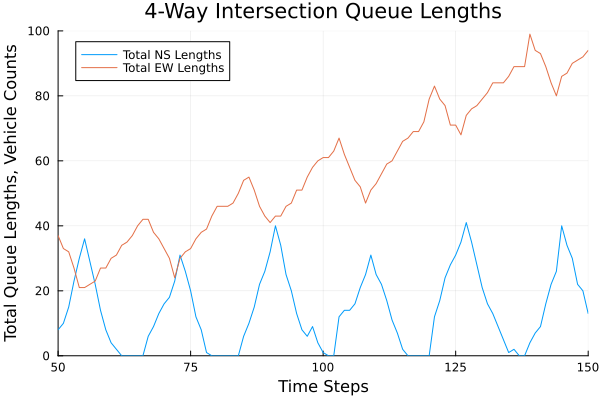 4-Way Intersection Queue Lengths
Total NS Lengths
Total EW Lengths
Total Queue Lengths, Vehicle Counts
100
80
60
40
20
0
50
75
100
125
150
Time Steps